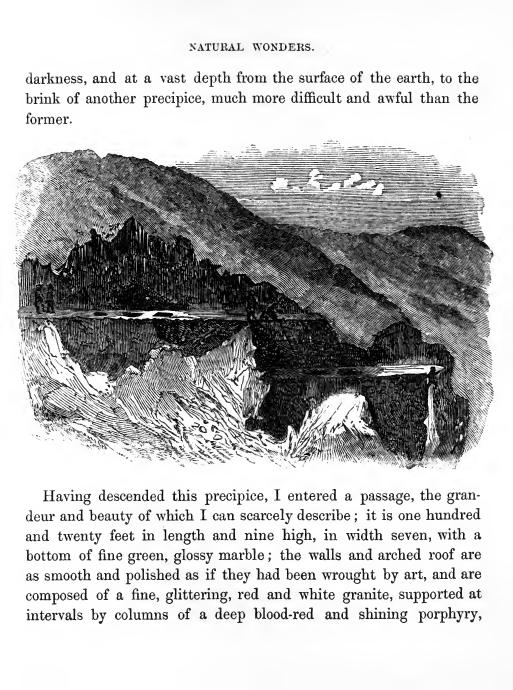 NATURAL WONDERS.
darkness, and at a vast depth from the surface of the earth, to the
brink of another precipice, much more difficult and awful than the
former.
Having descended this precipice, I entered a passage, the gran-
deur and beauty of which I can scarcely describe ; it is one hundred
and twenty feet in length and nine high, in width seven, with a
bottom of fine green, glossy marble ; the walls and arched roof are
as smooth and polished as if they had been wrought by art, and are
composed of a fine, glittering, red and white granite, supported at
intervals by columns of a deep blood-red and shining porphyry,